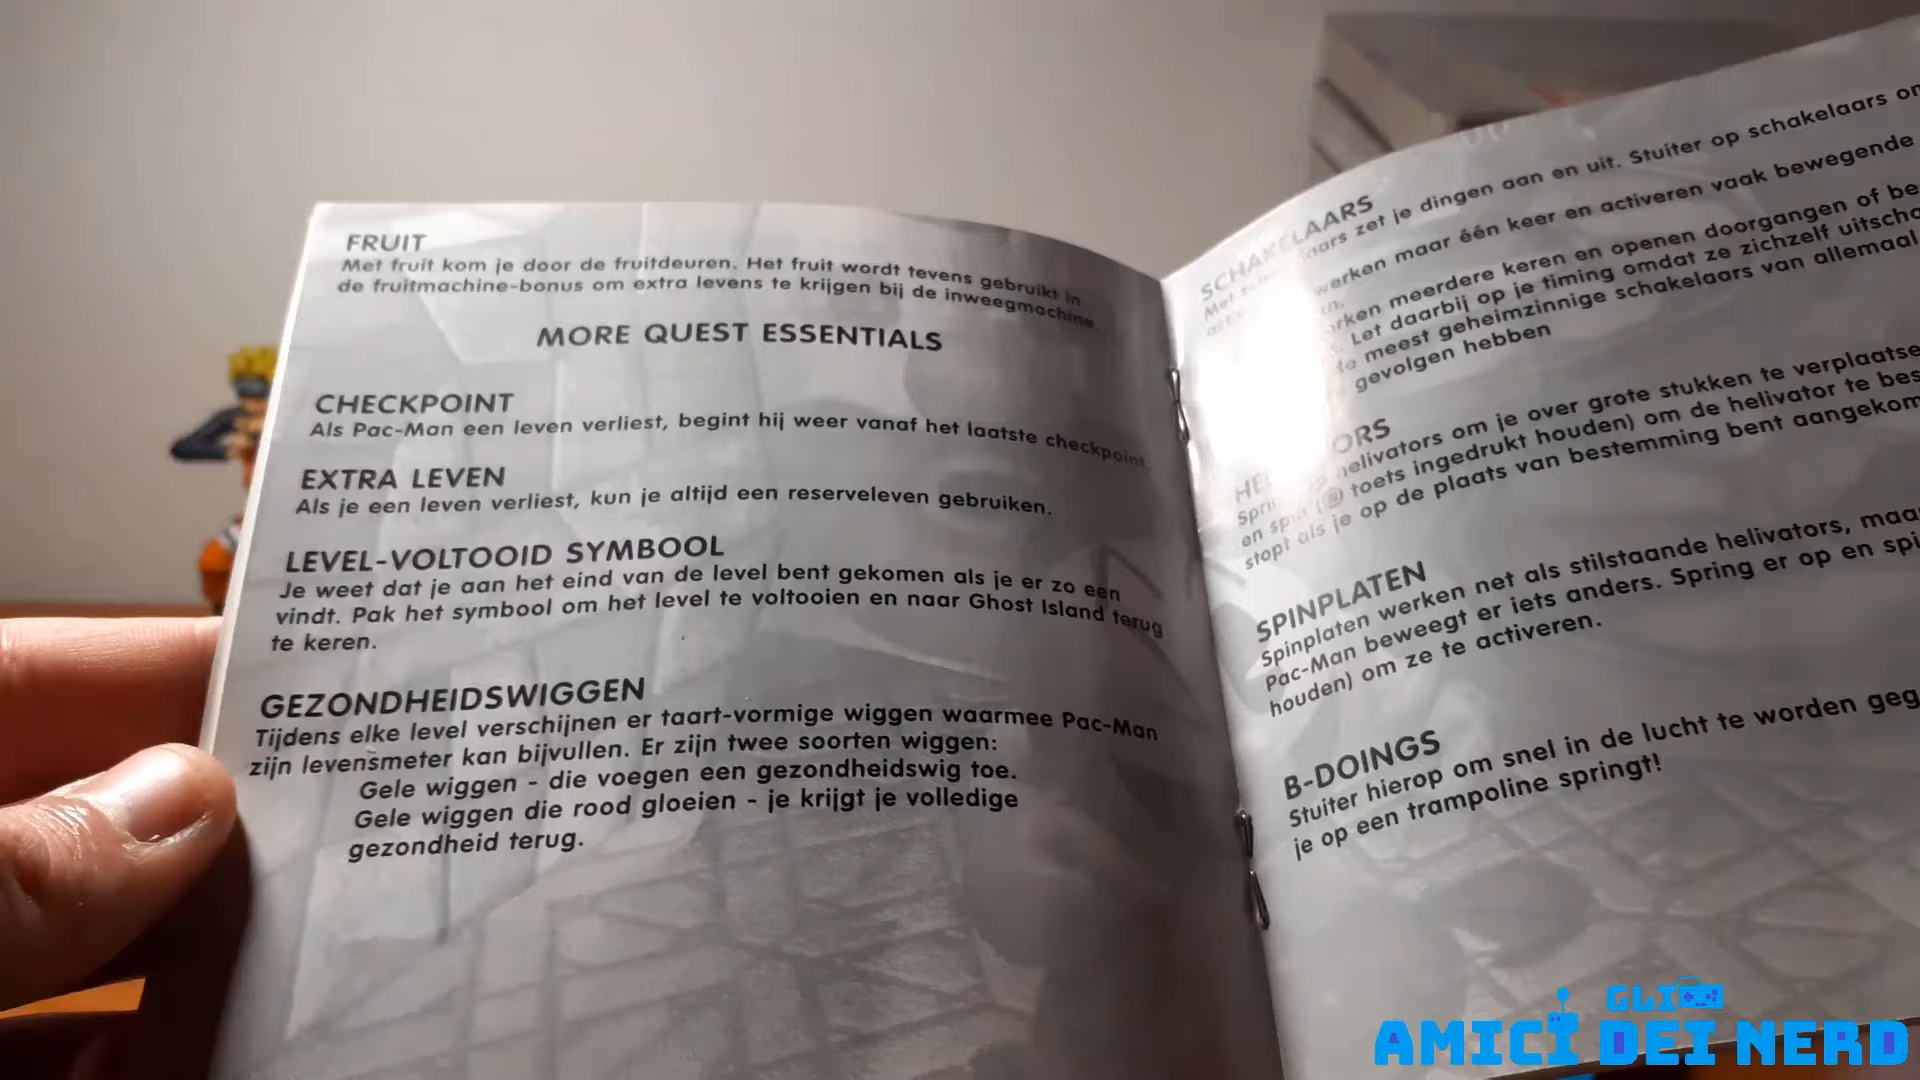 FRUIT
Met fruit kom je door de fruitdeuren. Het fruit wordt tevens gebruikt in
de fruitmachine-bonus om extra levens te krijgen bij de inweegmachine.
MORE QUEST ESSENTIALS
CHECKPOINT
Als Pac-Man een leven verliest, begint hij weer vanaf het laatste checkpoint.
EXTRA LEVEN
Als je een leven verliest, kun je altijd een reserveleven gebruiken.
LEVEL-VOLTOOID SYMBOOL
Je weet dat je aan het eind van de level bent gekomen als je er zo een
vindt. Pak het symbool om het level te voltooien en naar Ghost Island terug
te keren.
GEZONDHEIDSWIGGEN
Tijdens elke level verschijnen er taart-vormige wiggen waarmee Pac-Man
zijn levensmeter kan bijvullen. Er zijn twee soorten wiggen:
Gele wiggen - die voegen een gezondheidswig toe.
Gele wiggen die rood gloeien - je krijgt je volledige
gezondheid terug.
SCHAKELAARS
zet je dingen aan en uit. Stuiter op schakelaars
werken maar één keer en activeren vaak bewegende
meerdere keren en openen doorgangen of
Let daarbij op je timing omdat ze zichzelf
meest geheimzinnige schakelaars van allemaal
gevolgen hebben
helivators om je over grote stukken te
en toets ingedrukt houden) om de helivator te
stopt als je op de plaats van bestemming bent
SPINPLATEN
Spinplaten werken net als stilstaande helivators,
Pac-Man beweegt er iets anders. Spring er op en
houden) om ze te activeren.
B-DOINGS
Stuiter hierop om snel in de lucht te worden
je op een trampoline springt!
GLI
AMICI DEI NERD